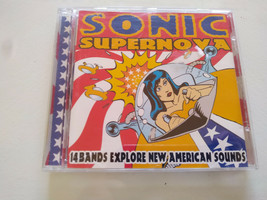 SONIC
SUPERNOVA
14 BANDS EXPLORE NEW AMERICAN SOUNDS